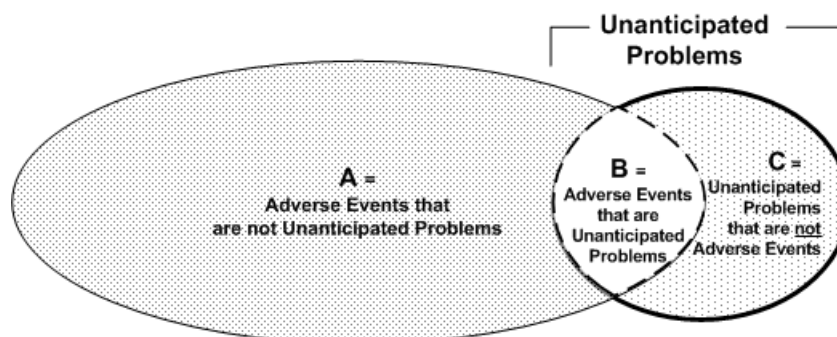 Unanticipated
Problems
A =
Adverse Events that
are not Unanticipated Problems
B =
Adverse Events
that are
Unanticipated
Problems
C =
Unanticipated
Problems
that are not
Adverse Events